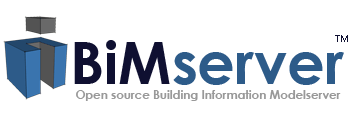 BiMserver™
Open source Building Information Modelserver